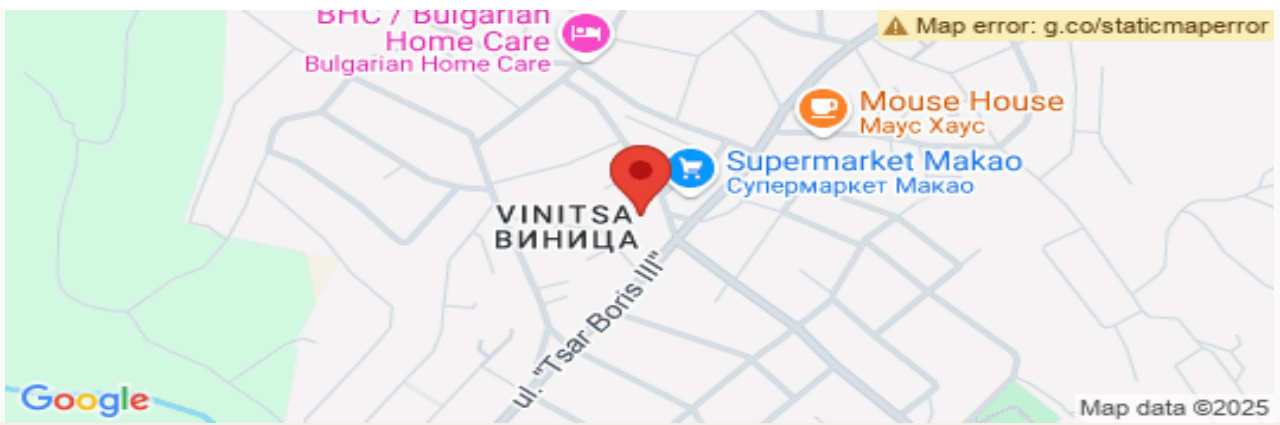 BHC / Bulgarian
Home Care
Bulgarian Home Care
Map error: g.co/staticmaperror
Mouse House
Маус Хаус
Supermarket Makao
Супермаркет Макао
VINITSA
ВИНИЦА
ul. "Tsar Boris III"
Google
Map data ©2025